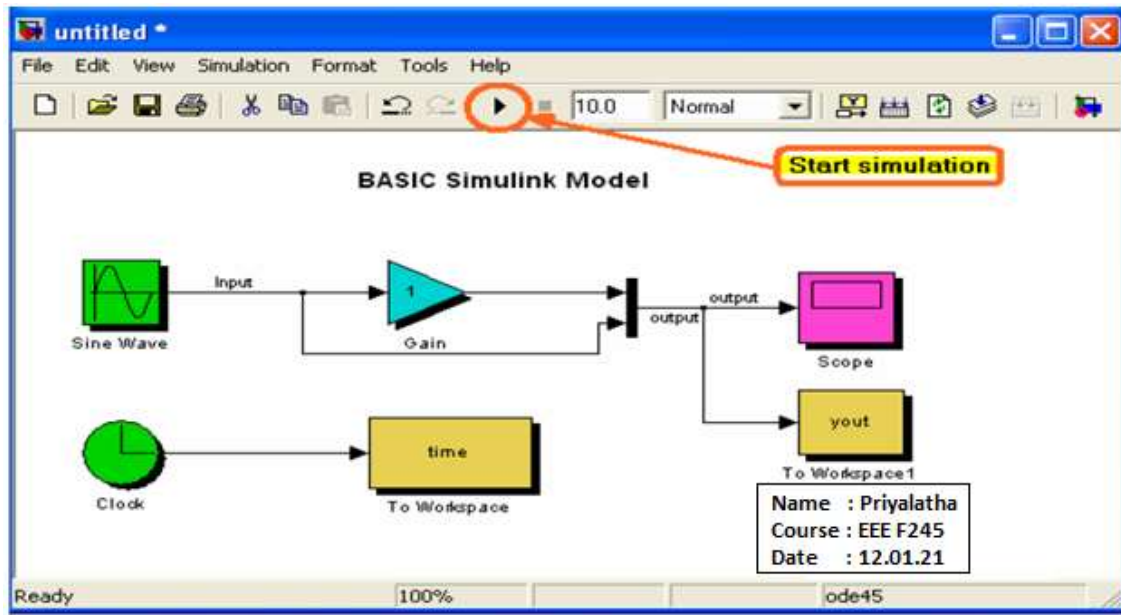 untitled *
File Edit View Simulation Format Tools Help
10.0 Normal
Start simulation
BASIC Simulink Model
Input
1
output
output
Sine Wave
Gain
Scope
time
yout
Clock
To Workspace
To Workspace1
Name : Priyalatha
Course : EEE F245
Date : 12.01.21
Ready 100% ode45